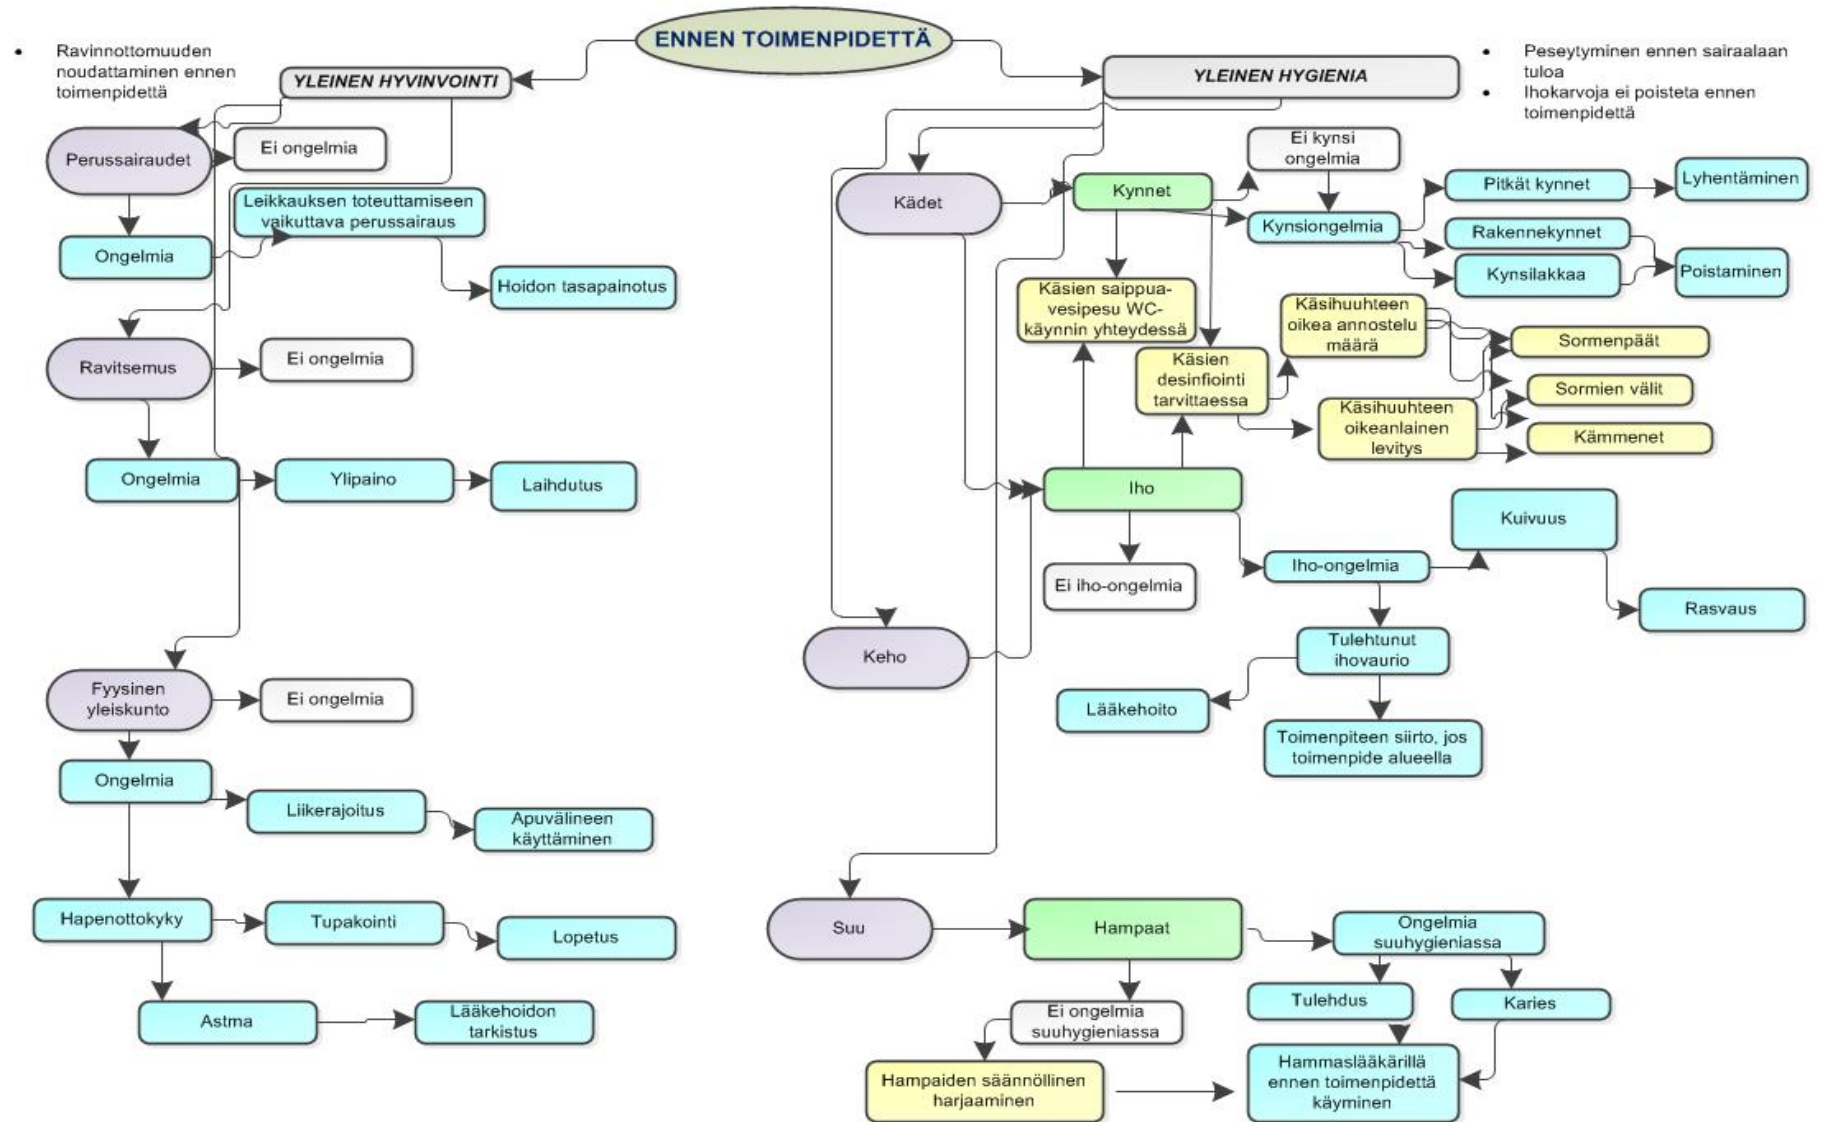 ENNEN TOIMENPIDETTÄ
Ravinnottomuuden
noudattaminen ennen
toimenpidettä
YLEINEN HYVINVOINTI
YLEINEN HYGIENIA
Peseytyminen ennen sairaalaan
tuloa
Ihokarvoja ei poisteta ennen
toimenpidettä
Perussairaudet
Ei ongelmia
Leikkauksen toteuttamiseen
vaikuttava perussairaus
Ongelmia
Hoidon tasapainotus
Ravitsemus
Ei ongelmia
Ongelmia
Ylipaino
Laihdutus
Fyysinen
yleiskunto
Ei ongelmia
Ongelmia
Liikerajoitus
Apuvälineen
käyttäminen
Hapenottokyky
Tupakointi
Lopetus
Astma
Lääkehoidon
tarkistus
Kädet
Kynnet
Ei kynsi
ongelmia
Kynsiongelmia
Pitkät kynnet
Lyhentäminen
Rakennekynnet
Kynsilakkaa
Poistaminen
Käsien saippua-
vesipesu WC-
käynnin yhteydessä
Käsien
desinfiointi
tarvittaessa
Käsihuuhteen
oikea annostelu
määrä
Käsihuuhteen
oikeanlainen
levitys
Sormenpäät
Sormien välit
Kämmenet
Iho
Ei iho-ongelmia
Iho-ongelmia
Kuivuus
Rasvaus
Tulehtunut
ihovaurio
Lääkehoito
Toimenpiteen siirto, jos
toimenpide alueella
Keho
Suu
Hampaat
Ongelmia
suuhygieniassa
Tulehdus
Karies
Ei ongelmia
suuhygieniassa
Hampaiden säännöllinen
harjaaminen
Hammaslääkärillä
ennen toimenpidettä
käyminen